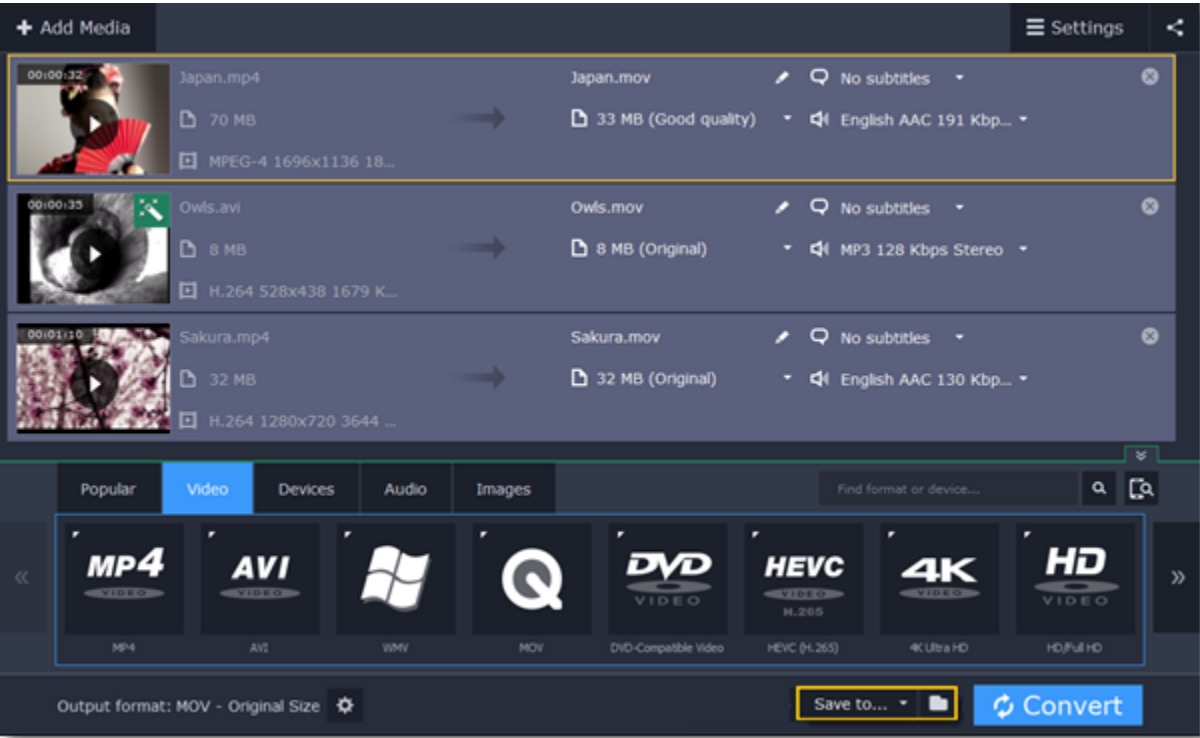 Add Media
Settings
00:00:32
Japan.mp4
Japan.mov
No subtitles
70 MB
33 MB (Good quality)
English AAC 191 Kbp...
MPEG-4 1696x1136 18...
00:00:35
Owls.avi
Owls.mov
No subtitles
8 MB
8 MB (Original)
MP3 128 Kbps Stereo
H.264 528x438 1679 K...
00:01:10
Sakura.mp4
Sakura.mov
No subtitles
32 MB
32 MB (Original)
English AAC 130 Kbp...
H.264 1280x720 3644 ...
Popular Video Devices Audio Images
Find format or device...
MP4
VIDEO
AVI
VIDEO
DVD
VIDEO
HEVC
VIDEO
H.265
4K
VIDEO
HD
VIDEO
MP4
AVI
WMV
MOV
DVD-Compatible Video
HEVC (H.265)
4K Ultra HD
HD/Full HD
Output format: MOV - Original Size
Save to...
Convert